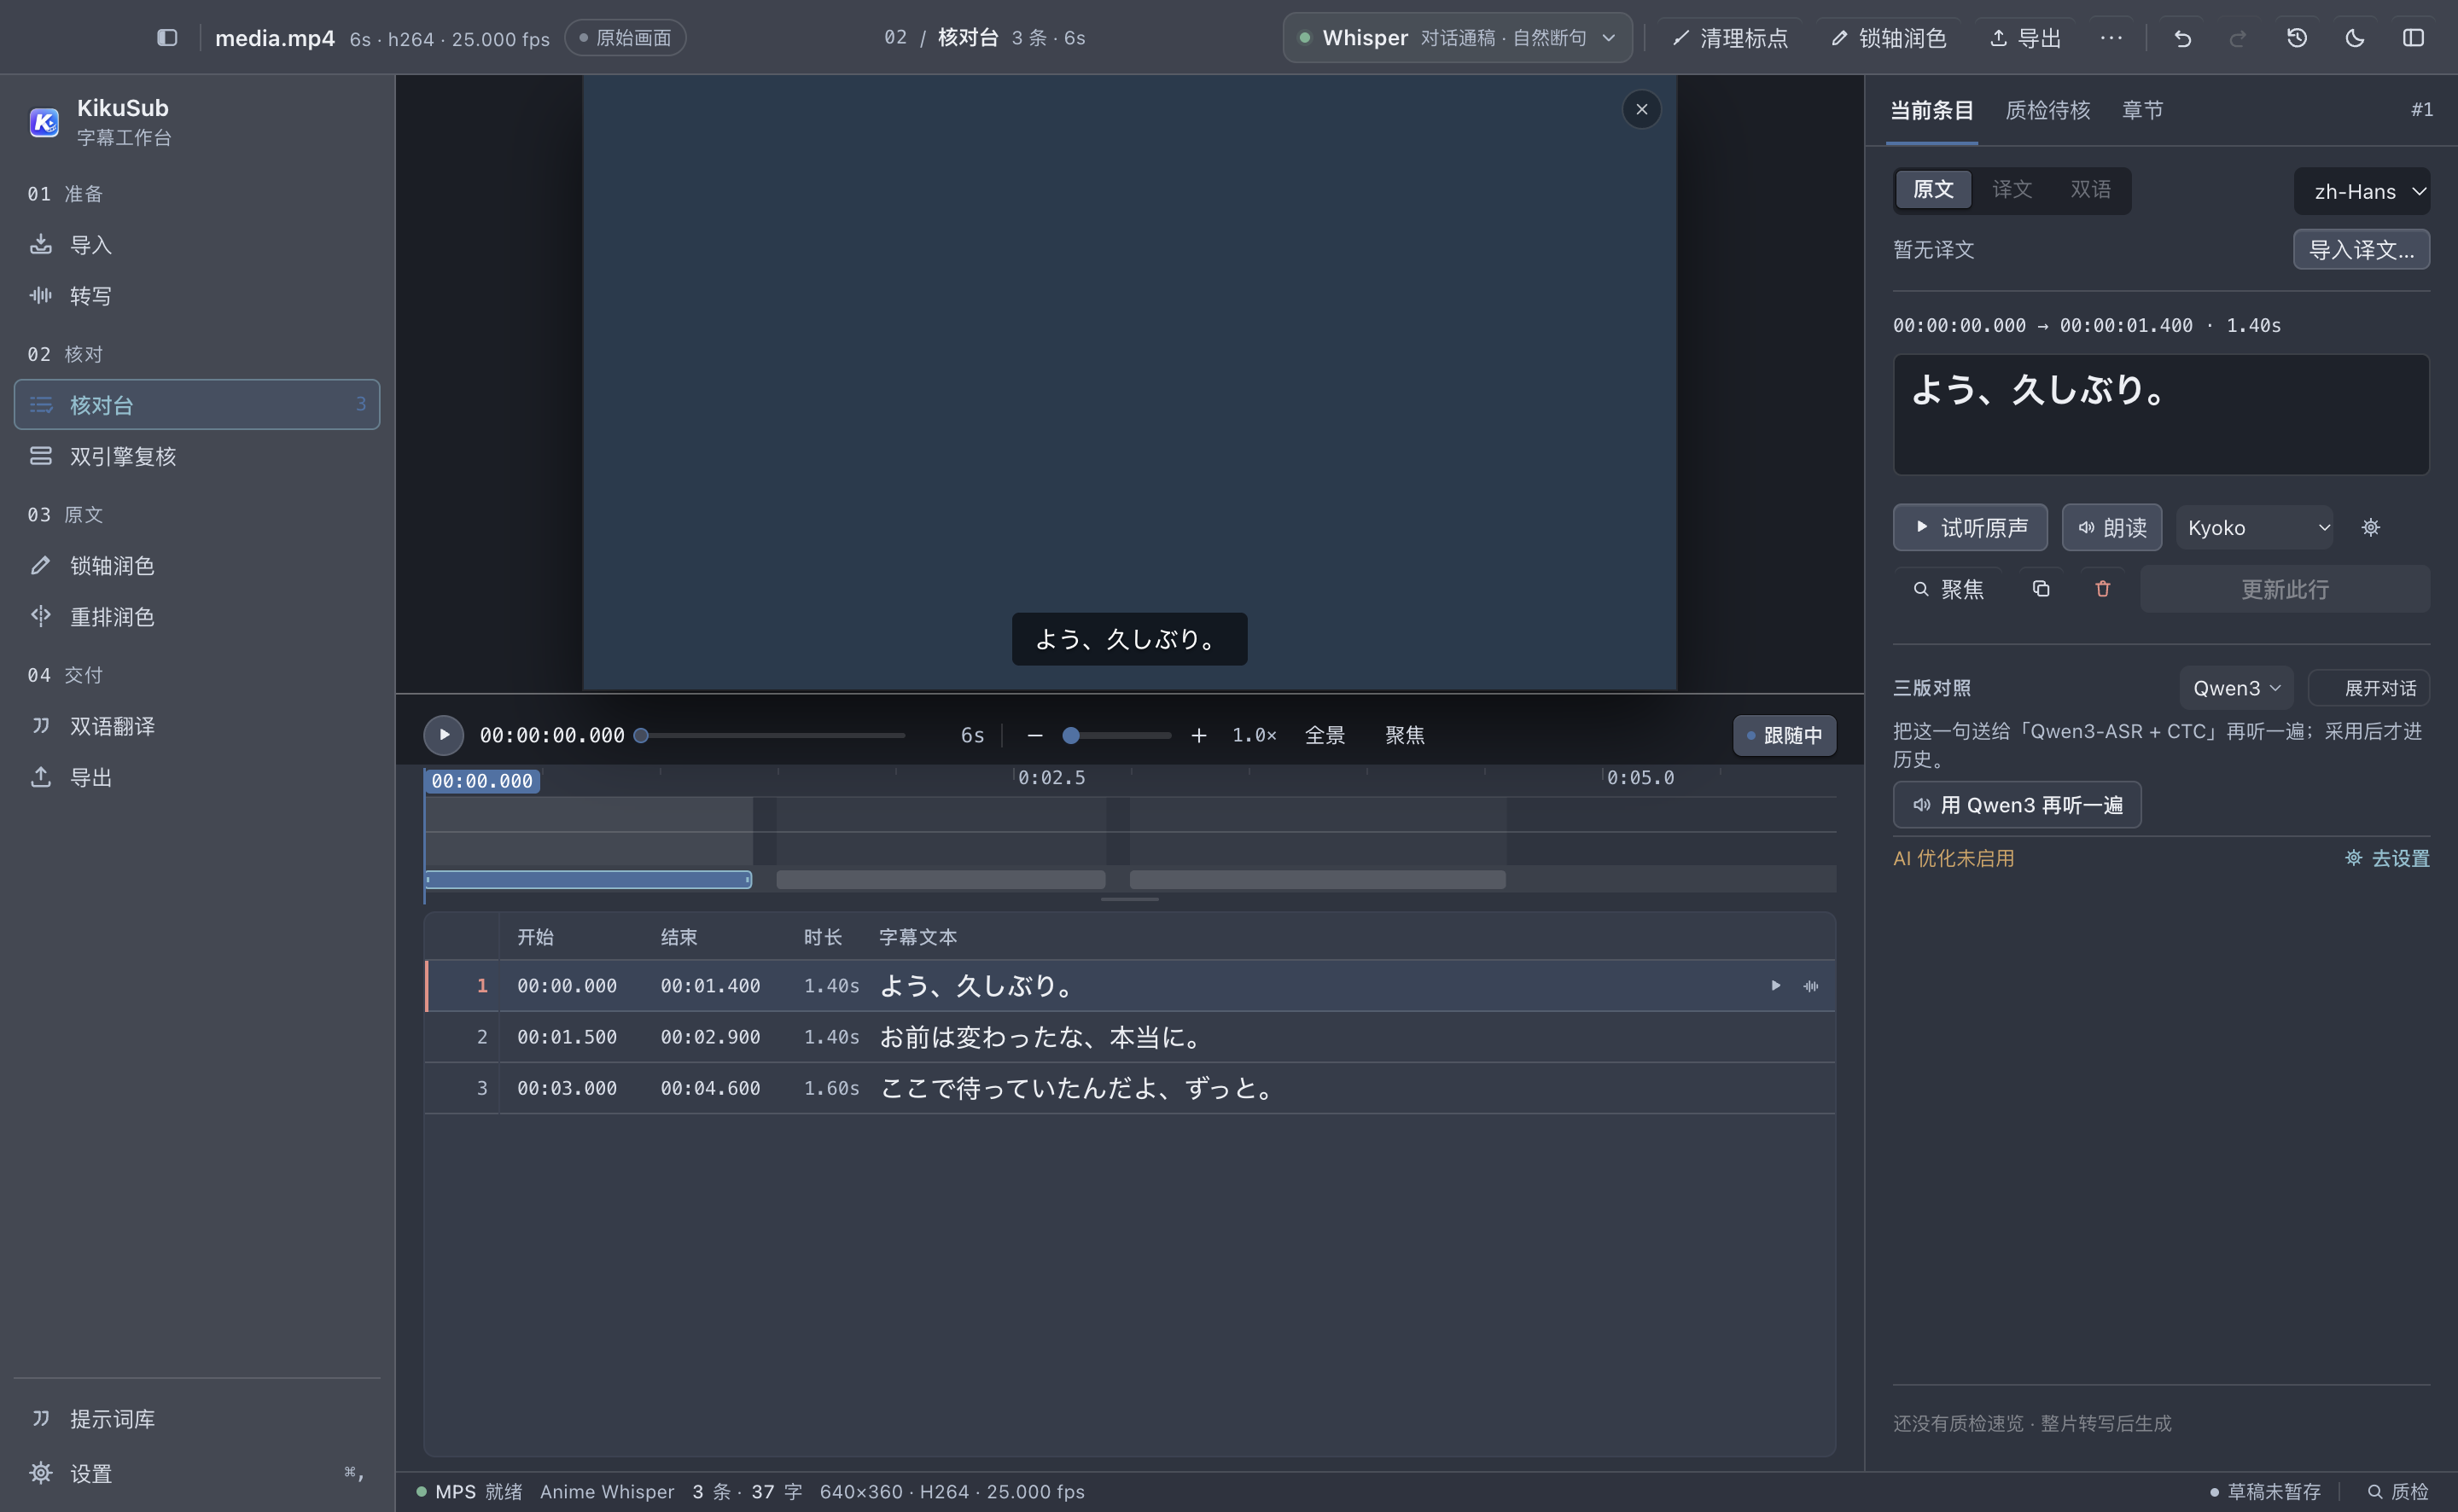 media.mp4 6s · h264 · 25.000 fps 原始画面
02 / 核对台 3 条 · 6s
Whisper 对话通稿 · 自然断句
清理标点 锁轴润色 导出 ···
KikuSub
字幕工作台
01 准备
导入
转写
02 核对
核对台 3
双引擎复核
03 原文
锁轴润色
重排润色
04 交付
双语翻译
导出
提示词库
设置 ⌘,
よう、久しぶり。
00:00:00.000 6s − + 1.0× 全景 聚焦 跟随中
00:00.000 0:02.5 0:05.0
开始 结束 时长 字幕文本
1 00:00.000 00:01.400 1.40s よう、久しぶり。
2 00:01.500 00:02.900 1.40s お前は変わったな、本当に。
3 00:03.000 00:04.600 1.60s ここで待っていたんだよ、ずっと。
当前条目 质检待核 章节 #1
原文 译文 双语 zh-Hans
暂无译文 导入译文...
00:00:00.000 → 00:00:01.400 · 1.40s
よう、久しぶり。
试听原声 朗读 Kyoko
聚焦 更新此行
三版对照 Qwen3 展开对话
把这一句送给「Qwen3-ASR + CTC」再听一遍；采用后才进
历史。
用 Qwen3 再听一遍
AI 优化未启用 去设置
还没有质检速览 · 整片转写后生成
MPS 就绪 Anime Whisper 3 条 · 37 字 640×360 · H264 · 25.000 fps
草稿未暂存 质检